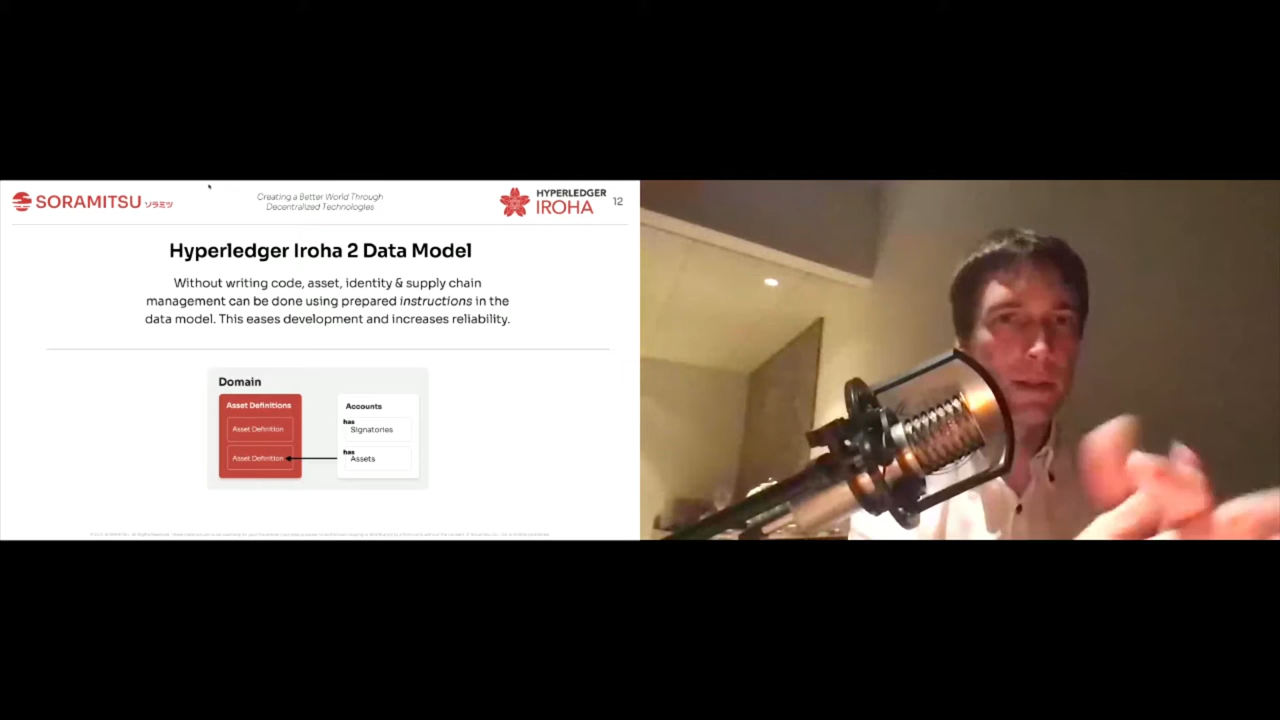 SORAMITSU ソラミツ
Creating a Better World Through
Decentralized Technologies
HYPERLEDGER
IROHA
12
Hyperledger Iroha 2 Data Model
Without writing code, asset, identity & supply chain
management can be done using prepared instructions in the
data model. This eases development and increases reliability.
Domain
Asset Definitions
Asset Definition
Asset Definition
Accounts
has
Signatories
has
Assets